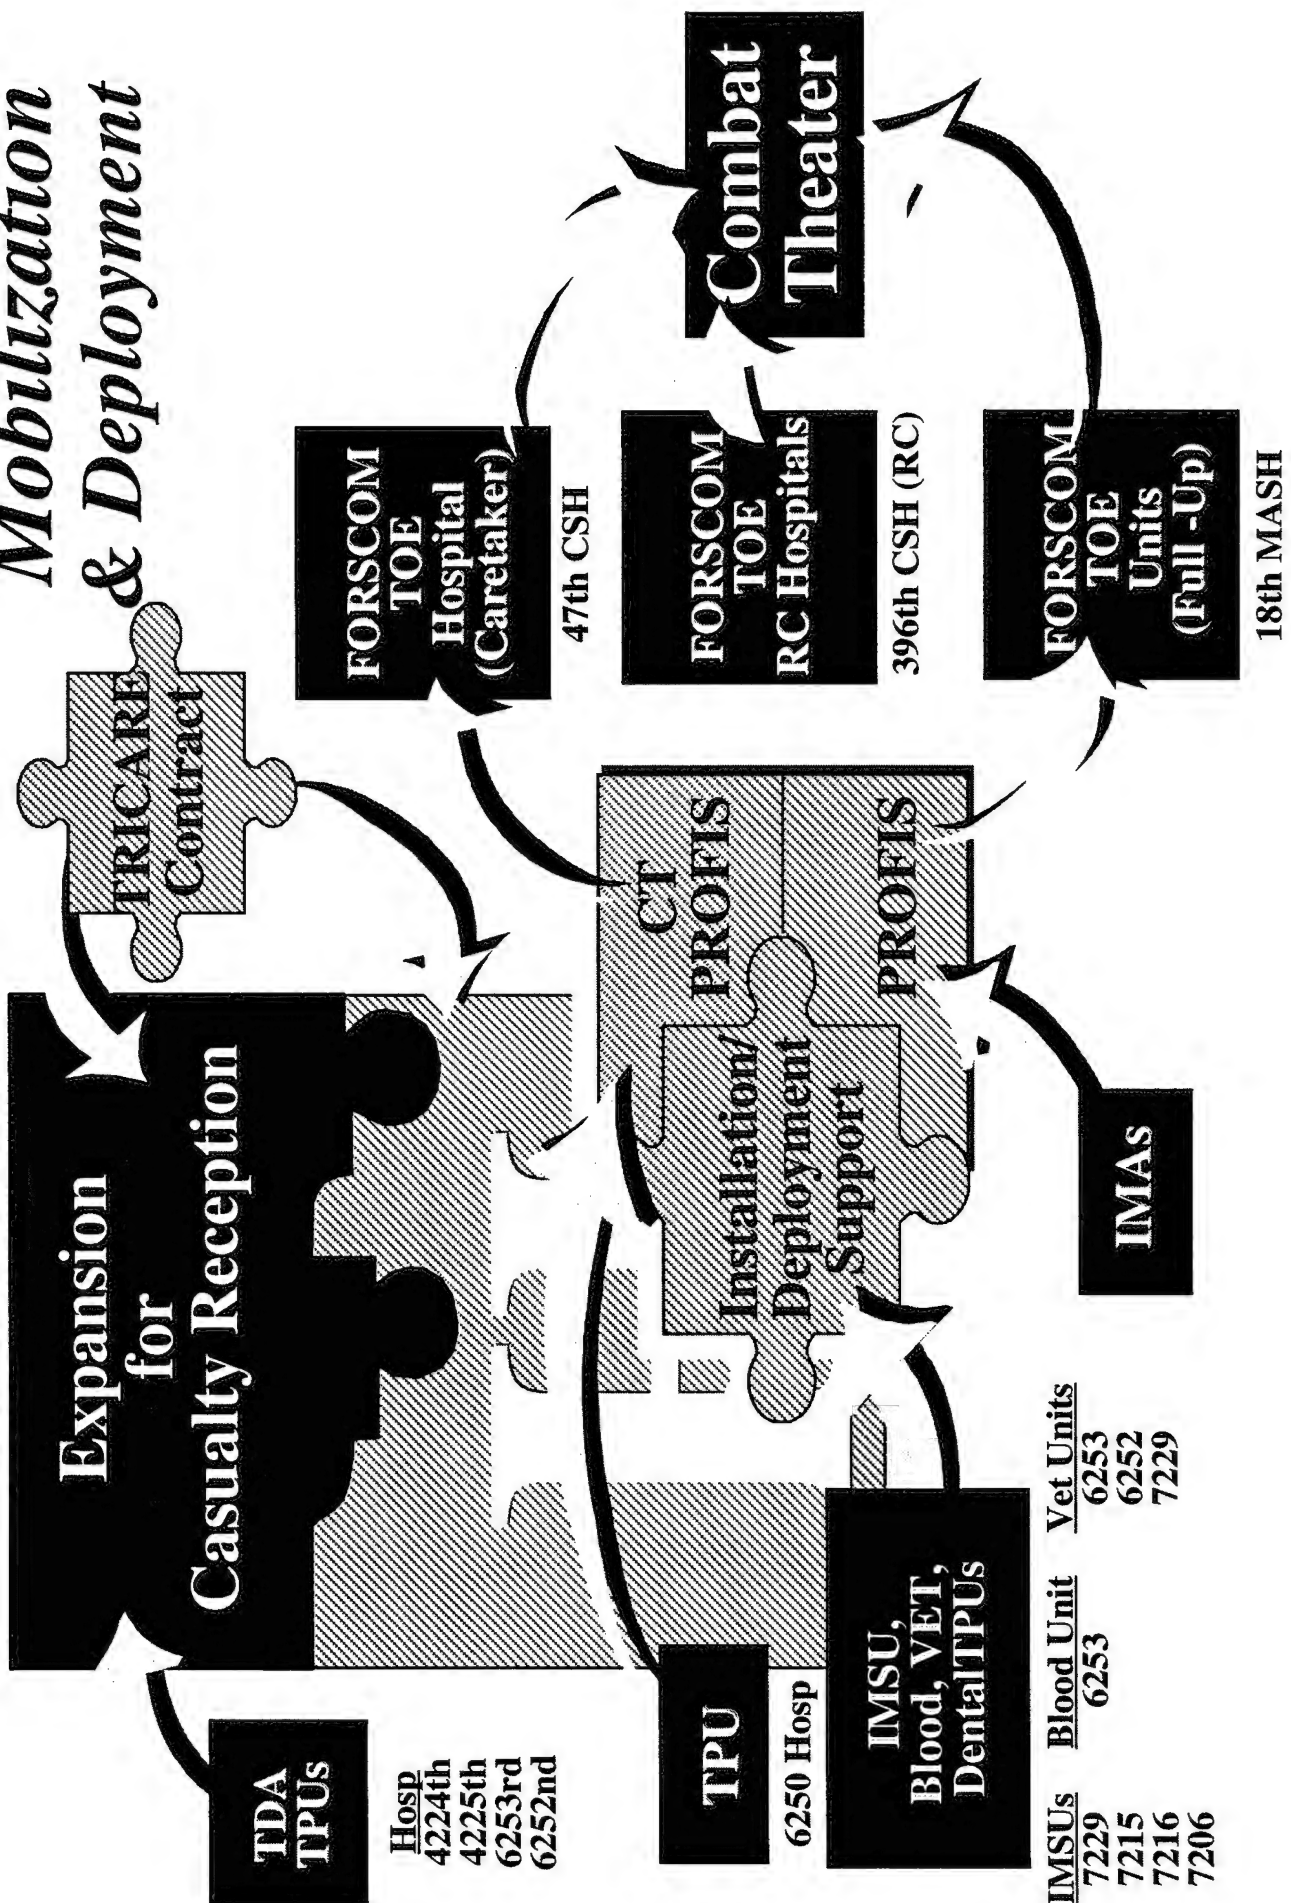 Mobilization
& Deployment
TRICARE
Contract
Expansion
for
Casualty Reception
TDA
TPUs
Hosp
4224th
4225th
6253rd
6252nd
TPU
6250 Hosp
IMSU,
Blood, VET,
DentalTPUs
IMSUs
7229
7215
7216
7206
Blood Unit
6253
Vet Units
6253
6252
7229
Installation/
Deployment
Support
CT
PROFIS
PROFIS
IMAs
FORSCOM
TOE
Hospital
(Caretaker)
47th CSH
FORSCOM
TOE
RC Hospitals
396th CSH (RC)
FORSCOM
TOE
Units
(Full -Up)
18th MASH
Combat
Theater